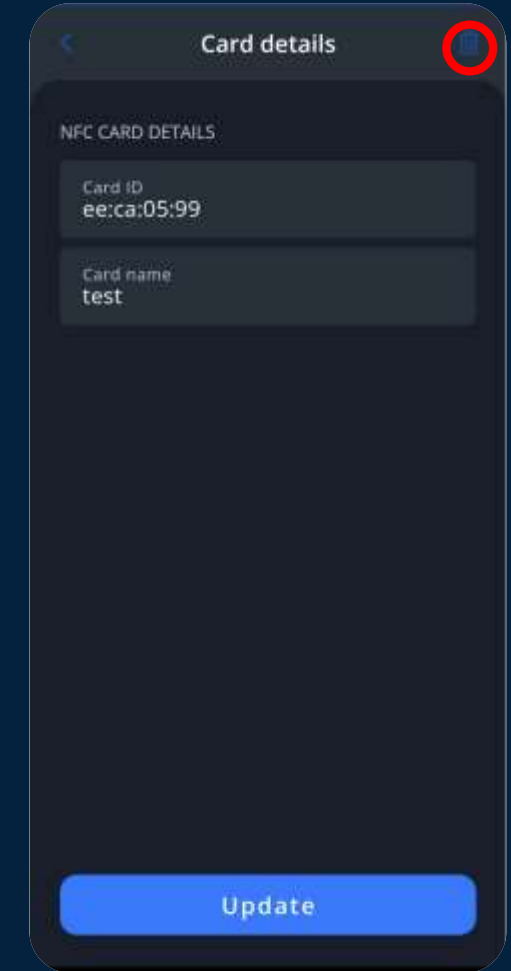 Card details
NFC CARD DETAILS
Card ID
ee:ca:05:99
Card name
test
Update